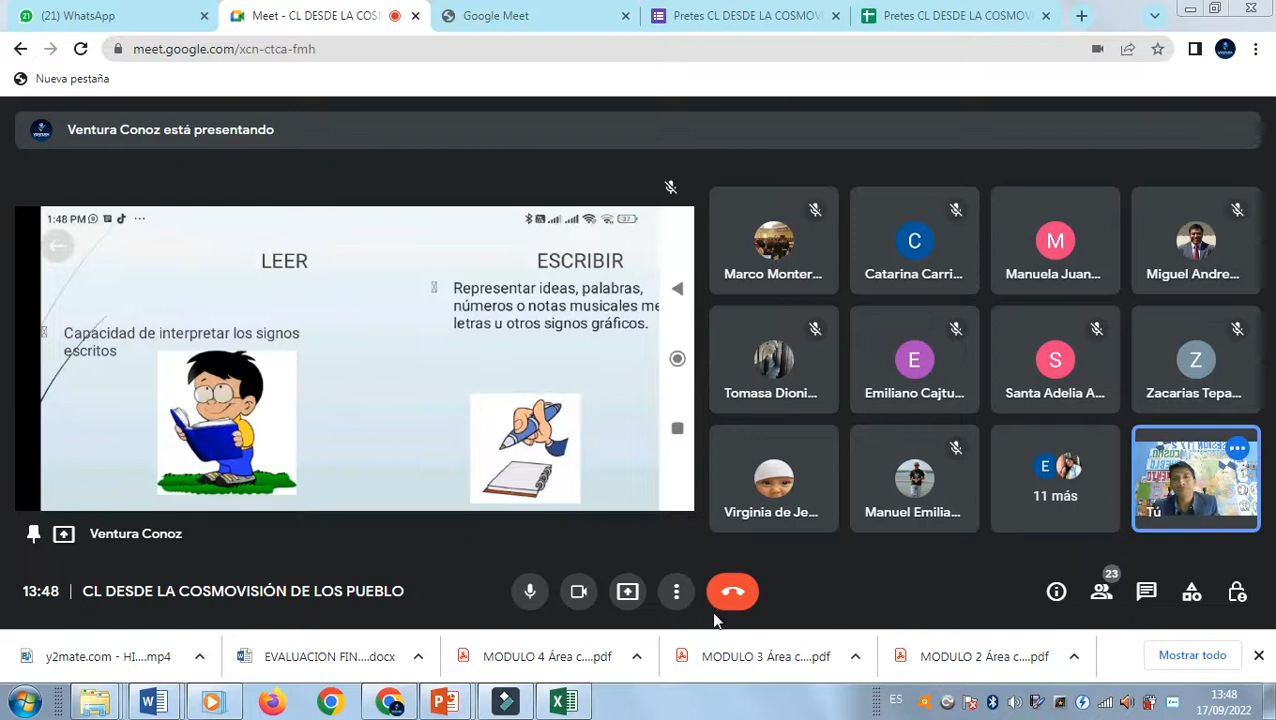 (21) WhatsApp
Meet - CL DESDE LA COS
Google Meet
Pretes CL DESDE LA COSMOVI
Pretes CL DESDE LA COSMOVI
meet.google.com/xcn-ctca-fmh
Nueva pestaña
Ventura Conoz está presentando
1:48 PM
37
LEER
ESCRIBIR
Representar ideas, palabras,
números o notas musicales me
letras u otros signos gráficos.
Capacidad de interpretar los signos
escritos
Marco Monter...
Catarina Carri...
Manuela Juan...
Miguel Andre...
Tomasa Dioni...
Emiliano Cajtu...
Santa Adelia A...
Zacarias Tepa...
Virginia de Je...
Manuel Emilia...
11 más
Tú
C
M
E
S
Z
E
Ventura Conoz
13:48 | CL DESDE LA COSMOVISIÓN DE LOS PUEBLO
23
y2mate.com - HI....mp4
EVALUACION FIN....docx
MODULO 4 Área c....pdf
MODULO 3 Área c....pdf
MODULO 2 Área c....pdf
Mostrar todo
ES
13:48
17/09/2022